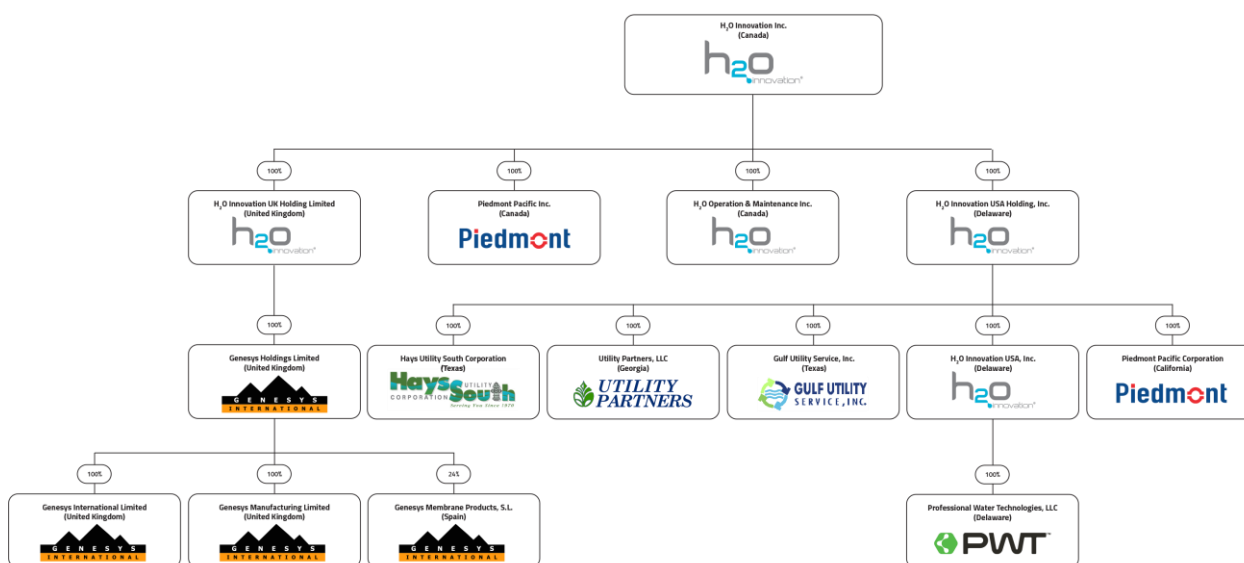 H₂O Innovation Inc.
(Canada)
h2o
innovation®
100%
100%
100%
100%
H₂O Innovation UK Holding Limited
(United Kingdom)
h2o
innovation®
Piedmont Pacific Inc.
(Canada)
Piedmont
H₂O Operation & Maintenance Inc.
(Canada)
h2o
innovation®
H₂O Innovation USA Holding, Inc.
(Delaware)
h2o
innovation®
100%
100%
100%
100%
100%
100%
Genesys Holdings Limited
(United Kingdom)
GENESYS
INTERNATIONAL
Hays Utility South Corporation
(Texas)
Hays UTILITY
CORPORATION South
Serving You Since 1970
Utility Partners, LLC
(Georgia)
UTILITY
PARTNERS
Gulf Utility Service, Inc.
(Texas)
GULF UTILITY
SERVICE, INC.
H₂O Innovation USA, Inc.
(Delaware)
h2o
innovation®
Piedmont Pacific Corporation
(California)
Piedmont
100%
100%
24%
100%
Genesys International Limited
(United Kingdom)
GENESYS
INTERNATIONAL
Genesys Manufacturing Limited
(United Kingdom)
GENESYS
INTERNATIONAL
Genesys Membrane Products, S.L.
(Spain)
GENESYS
INTERNATIONAL
Professional Water Technologies, LLC
(Delaware)
PWT™